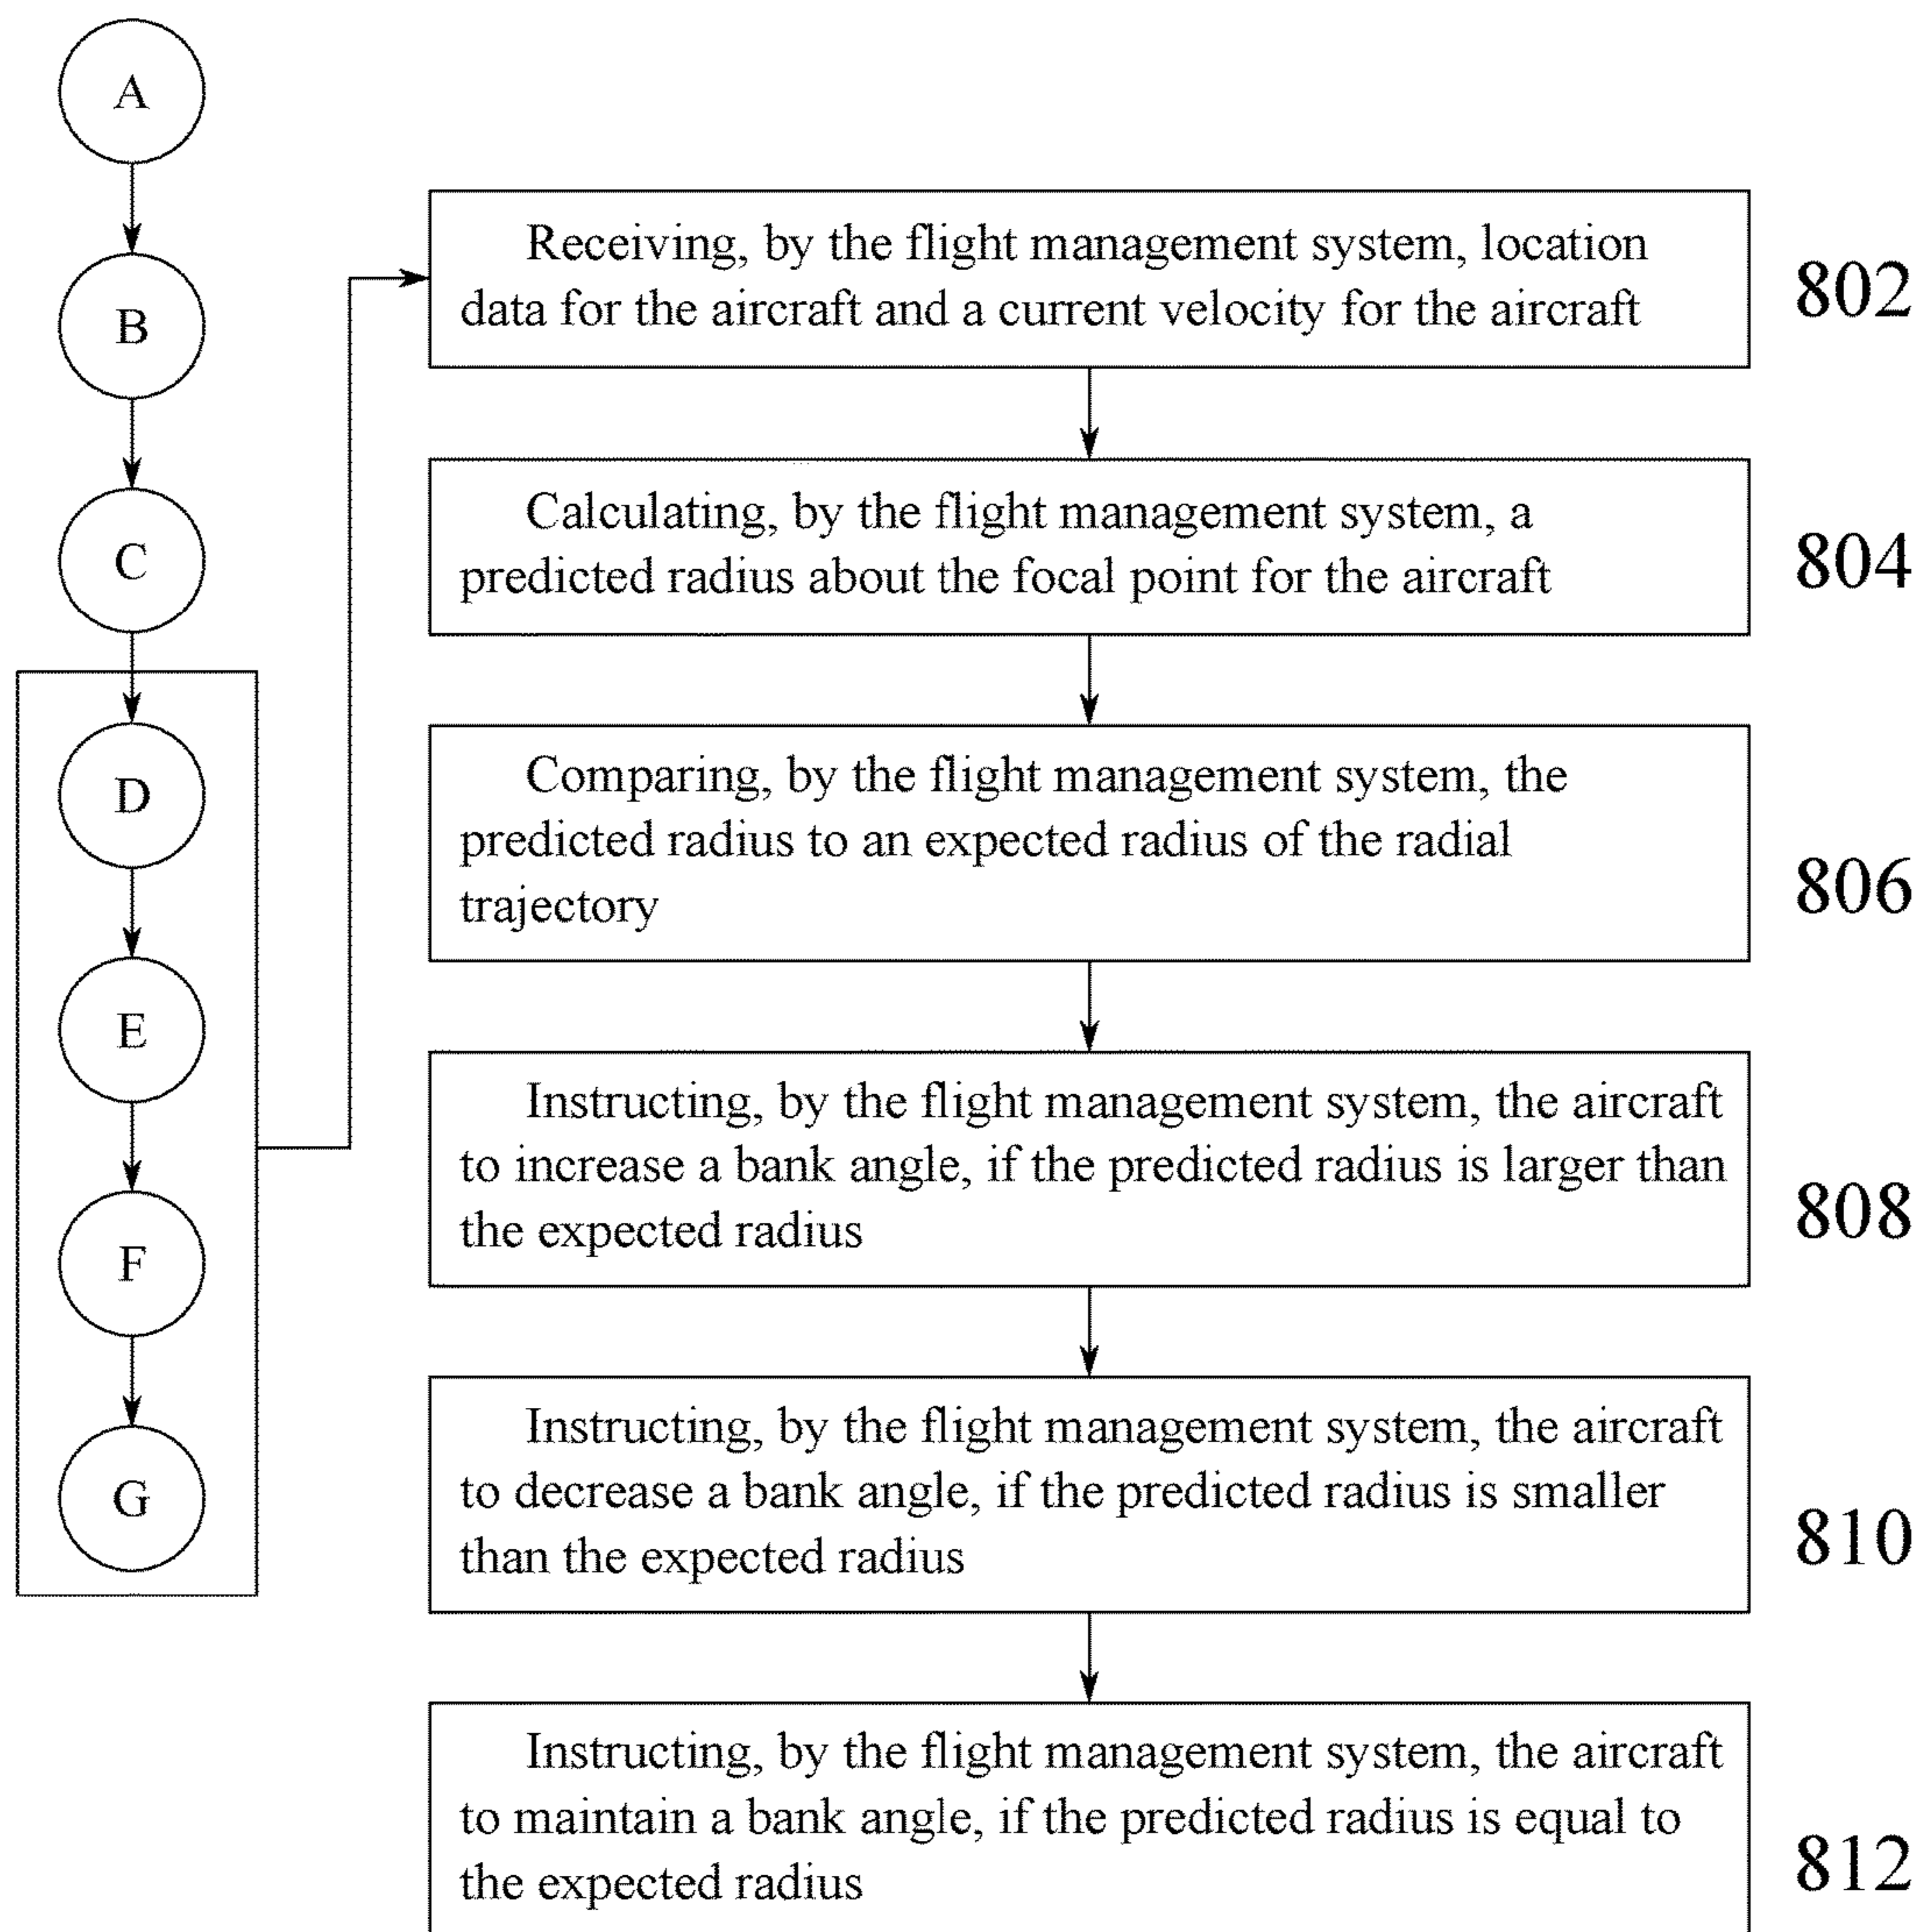 A
B
C
D
E
F
G
Receiving, by the flight management system, location
data for the aircraft and a current velocity for the aircraft
802
Calculating, by the flight management system, a
predicted radius about the focal point for the aircraft
804
Comparing, by the flight management system, the
predicted radius to an expected radius of the radial
trajectory
806
Instructing, by the flight management system, the aircraft
to increase a bank angle, if the predicted radius is larger than
the expected radius
808
Instructing, by the flight management system, the aircraft
to decrease a bank angle, if the predicted radius is smaller
than the expected radius
810
Instructing, by the flight management system, the aircraft
to maintain a bank angle, if the predicted radius is equal to
the expected radius
812